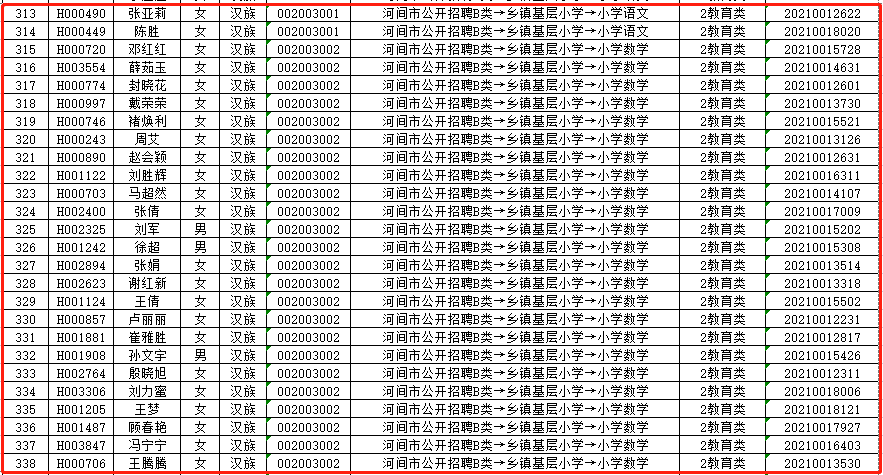 313 H000490 张亚莉 女 汉族 002003001 河间市公开招聘B类→乡镇基层小学→小学语文 2教育类 20210012622
314 H000449 陈胜 女 汉族 002003001 河间市公开招聘B类→乡镇基层小学→小学语文 2教育类 20210018020
315 H000720 邓红红 女 汉族 002003002 河间市公开招聘B类→乡镇基层小学→小学数学 2教育类 20210015728
316 H003554 薛茹玉 女 汉族 002003002 河间市公开招聘B类→乡镇基层小学→小学数学 2教育类 20210014631
317 H000774 封晓花 女 汉族 002003002 河间市公开招聘B类→乡镇基层小学→小学数学 2教育类 20210012601
318 H000997 戴荣荣 女 汉族 002003002 河间市公开招聘B类→乡镇基层小学→小学数学 2教育类 20210013730
319 H000746 褚焕利 女 汉族 002003002 河间市公开招聘B类→乡镇基层小学→小学数学 2教育类 20210015521
320 H000243 周艾 女 汉族 002003002 河间市公开招聘B类→乡镇基层小学→小学数学 2教育类 20210013126
321 H000890 赵会颖 女 汉族 002003002 河间市公开招聘B类→乡镇基层小学→小学数学 2教育类 20210012631
322 H001122 刘胜辉 女 汉族 002003002 河间市公开招聘B类→乡镇基层小学→小学数学 2教育类 20210016311
323 H000703 马超然 女 汉族 002003002 河间市公开招聘B类→乡镇基层小学→小学数学 2教育类 20210014107
324 H002400 张倩 女 汉族 002003002 河间市公开招聘B类→乡镇基层小学→小学数学 2教育类 20210017009
325 H002325 刘军 男 汉族 002003002 河间市公开招聘B类→乡镇基层小学→小学数学 2教育类 20210015202
326 H001242 徐超 男 汉族 002003002 河间市公开招聘B类→乡镇基层小学→小学数学 2教育类 20210015308
327 H002894 张娟 女 汉族 002003002 河间市公开招聘B类→乡镇基层小学→小学数学 2教育类 20210013514
328 H002623 谢红新 女 汉族 002003002 河间市公开招聘B类→乡镇基层小学→小学数学 2教育类 20210013318
329 H001124 王倩 女 汉族 002003002 河间市公开招聘B类→乡镇基层小学→小学数学 2教育类 20210015502
330 H000857 卢丽丽 女 汉族 002003002 河间市公开招聘B类→乡镇基层小学→小学数学 2教育类 20210012231
331 H001881 崔雅胜 女 汉族 002003002 河间市公开招聘B类→乡镇基层小学→小学数学 2教育类 20210012817
332 H001908 孙文宇 男 汉族 002003002 河间市公开招聘B类→乡镇基层小学→小学数学 2教育类 20210015426
333 H002764 殷晓旭 女 汉族 002003002 河间市公开招聘B类→乡镇基层小学→小学数学 2教育类 20210012311
334 H003306 刘力蜜 女 汉族 002003002 河间市公开招聘B类→乡镇基层小学→小学数学 2教育类 20210018006
335 H001205 王梦 女 汉族 002003002 河间市公开招聘B类→乡镇基层小学→小学数学 2教育类 20210018121
336 H001487 顾春艳 女 汉族 002003002 河间市公开招聘B类→乡镇基层小学→小学数学 2教育类 20210017927
337 H003847 冯宁宁 女 汉族 002003002 河间市公开招聘B类→乡镇基层小学→小学数学 2教育类 20210016403
338 H000706 王腾腾 女 汉族 002003002 河间市公开招聘B类→乡镇基层小学→小学数学 2教育类 20210013530